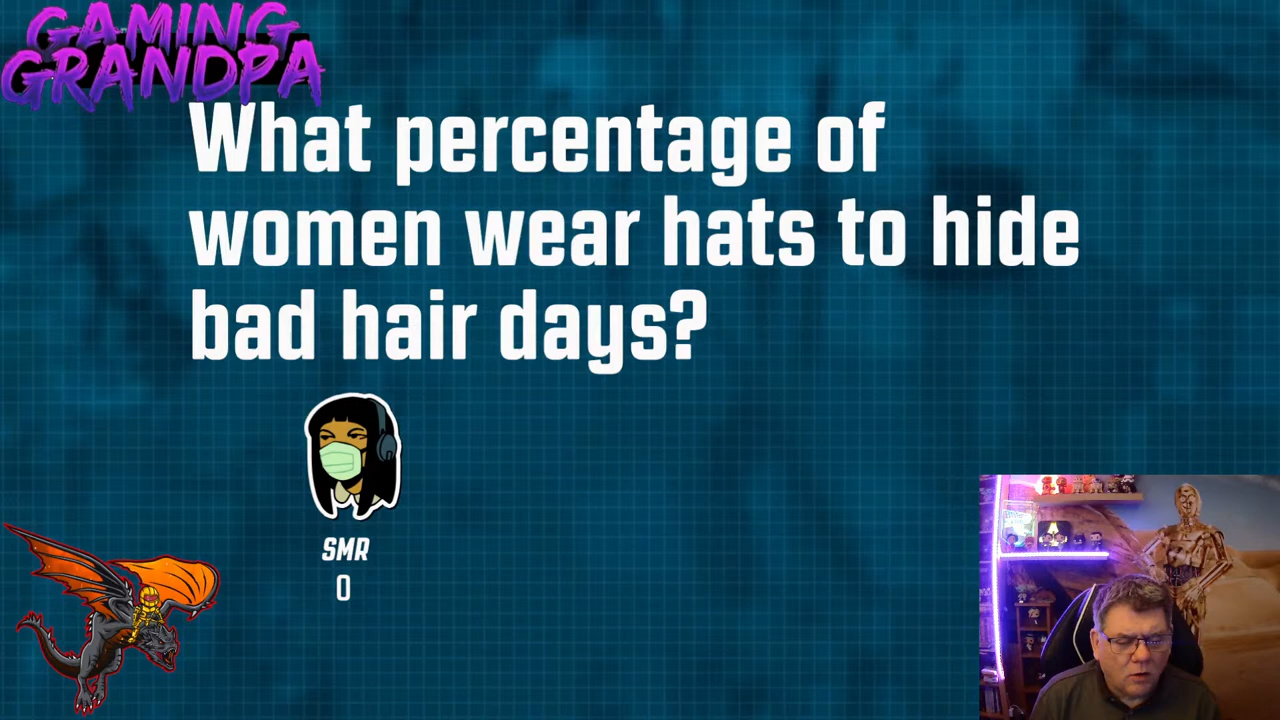 GAMING
GRANDPA
What percentage of
women wear hats to hide
bad hair days?
SMR
0